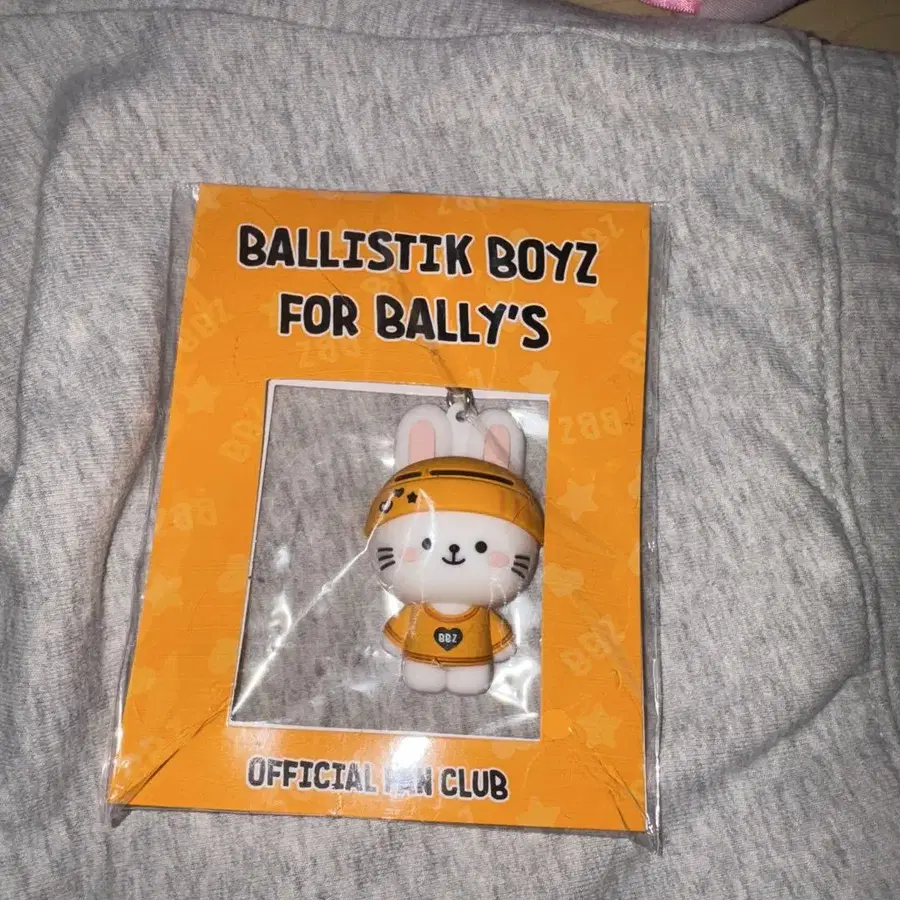 BALLISTIK BOYZ
FOR BALLY'S
BBZ
OFFICIAL FAN CLUB